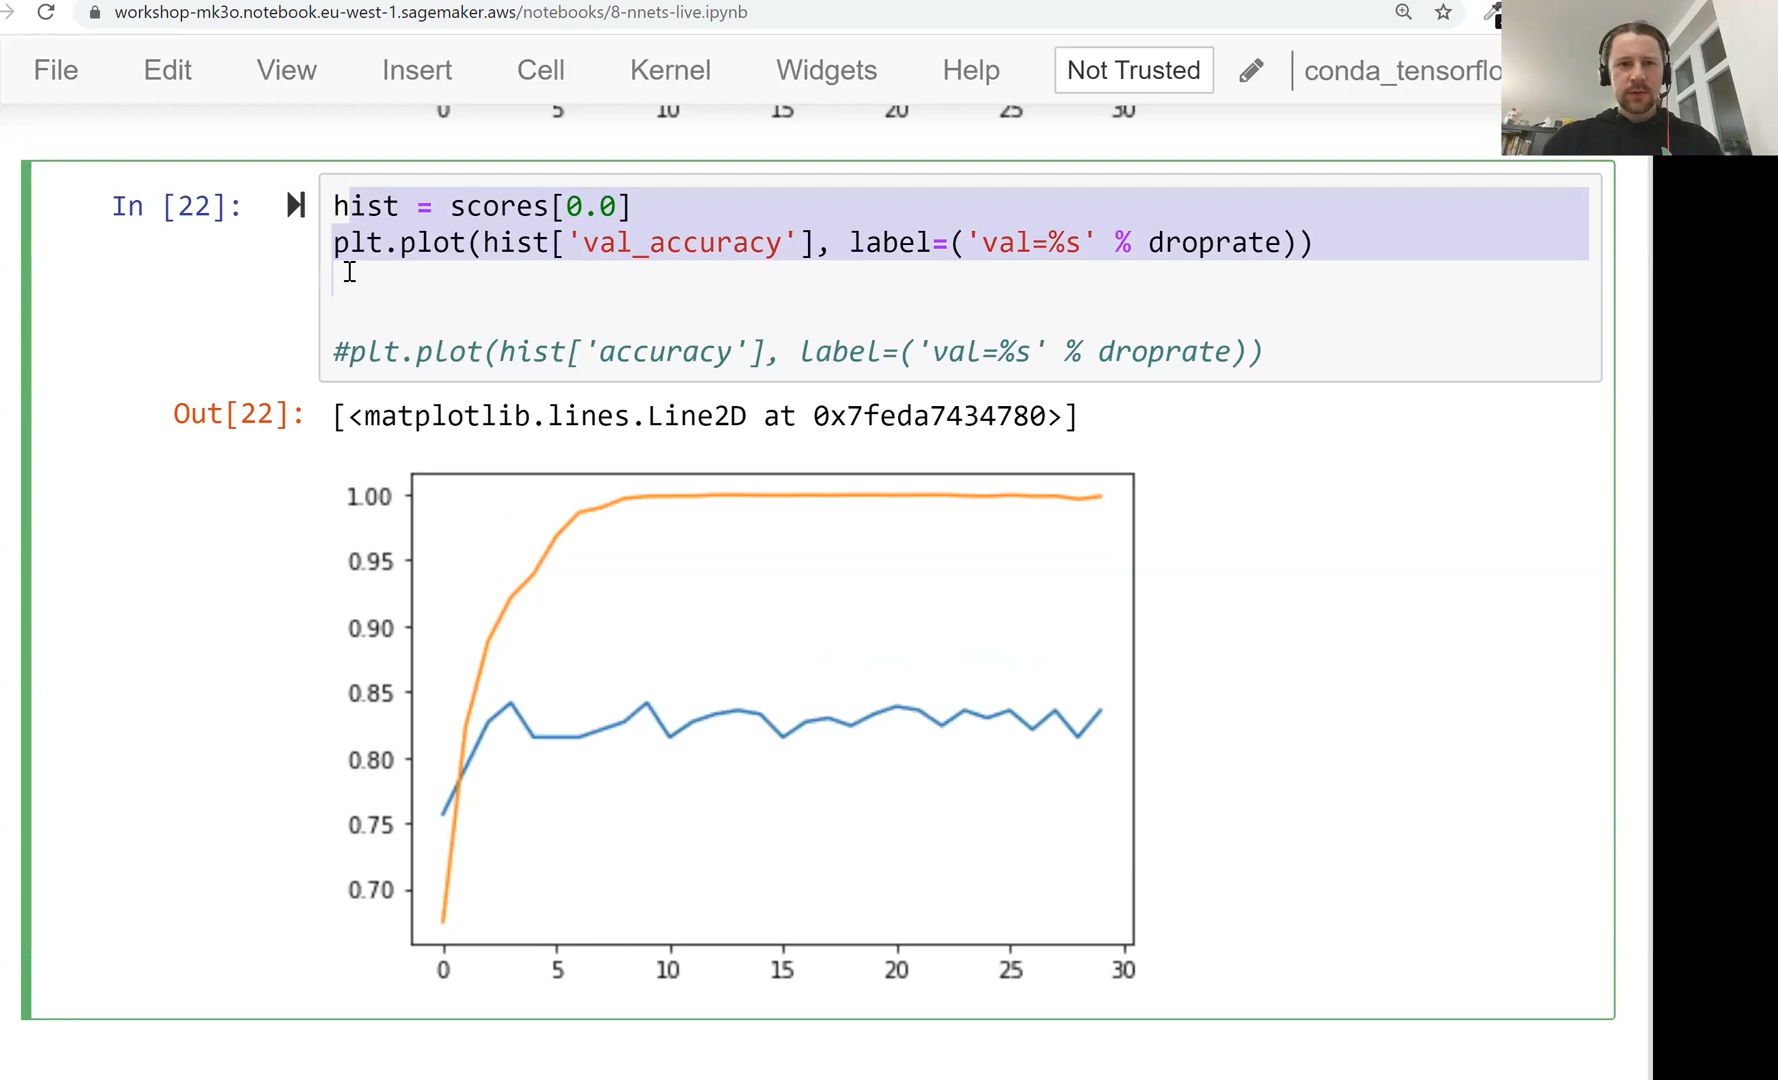 workshop-mk3o.notebook.eu-west-1.sagemaker.aws/notebooks/8-nnets-live.ipynb
File Edit View Insert Cell Kernel Widgets Help Not Trusted conda_tensorflo
0 5 10 15 20 25 30
In [22]: hist = scores[0.0]
plt.plot(hist['val_accuracy'], label=('val=%s' % droprate))
#plt.plot(hist['accuracy'], label=('val=%s' % droprate))
Out[22]: [<matplotlib.lines.Line2D at 0x7feda7434780>]
1.00
0.95
0.90
0.85
0.80
0.75
0.70
0 5 10 15 20 25 30